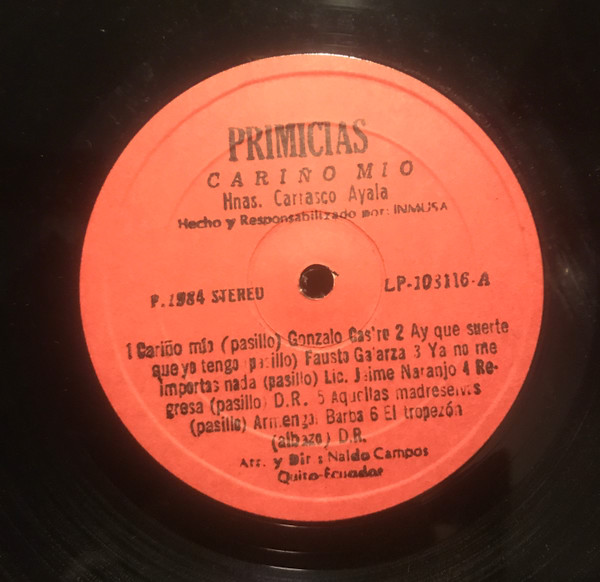 PRIMICIAS
CARIÑO MIO
Hnas. Carrasco Ayala
Hecho y Responsabilizado por: INMUSA
P. 1984 STEREO
LP-103116-A
1 Cariño mío (pasillo) Gonzalo 2 Ay que suerte
que yo tengo (pasillo) Fausto Galarza 3 Ya no me
importas nada (pasillo) Lic. Jaime Naranjo 4 Re-
gresa (pasillo) D.R. 5 Aquellas madreselvas
(pasillo) Barba 6 El tropezón
(albazo) D.R.
Arr. y Dir : Naldo Campos
Quito-Ecuador